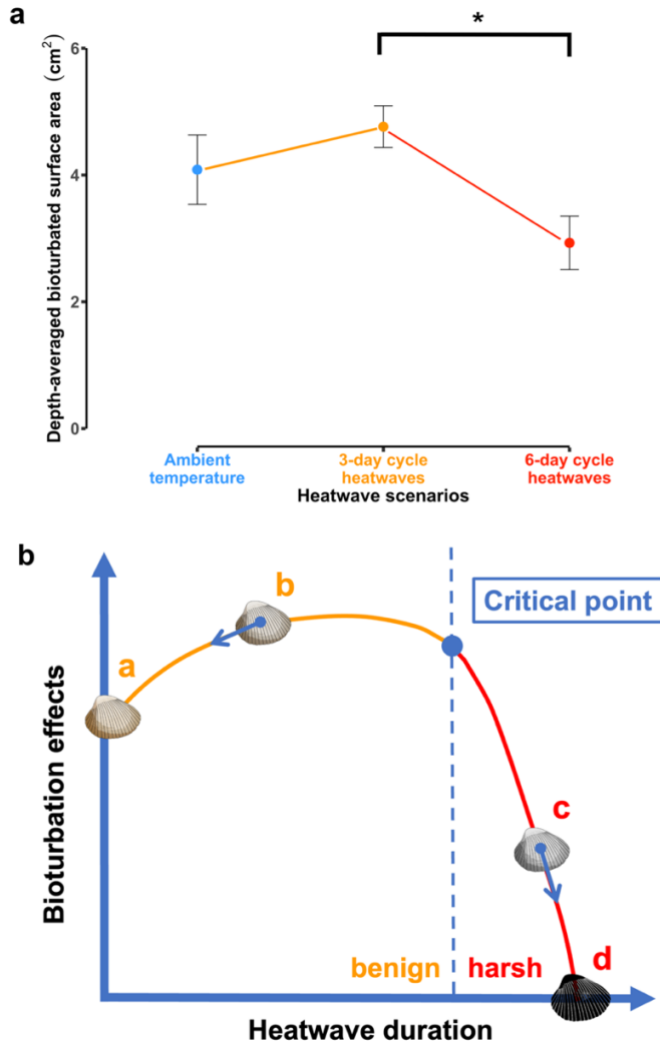 a
Depth-averaged bioturbated surface area (cm²)
6
4
2
0
*
Ambient temperature
3-day cycle heatwaves
6-day cycle heatwaves
Heatwave scenarios
b
Bioturbation effects
a
b
Critical point
c
benign
harsh
d
Heatwave duration